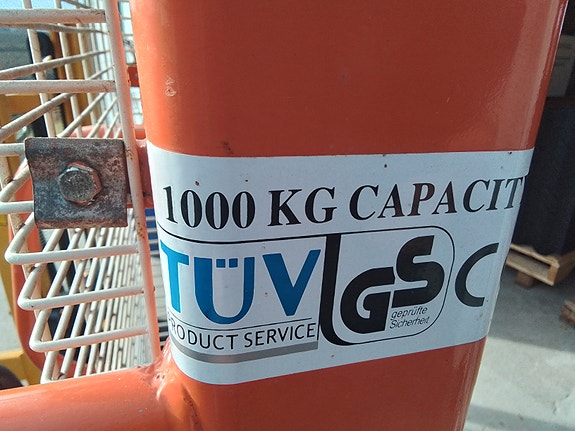 1000 KG CAPACIT
TÜV
PRODUCT SERVICE
GS
geprüfte
Sicherheit
C